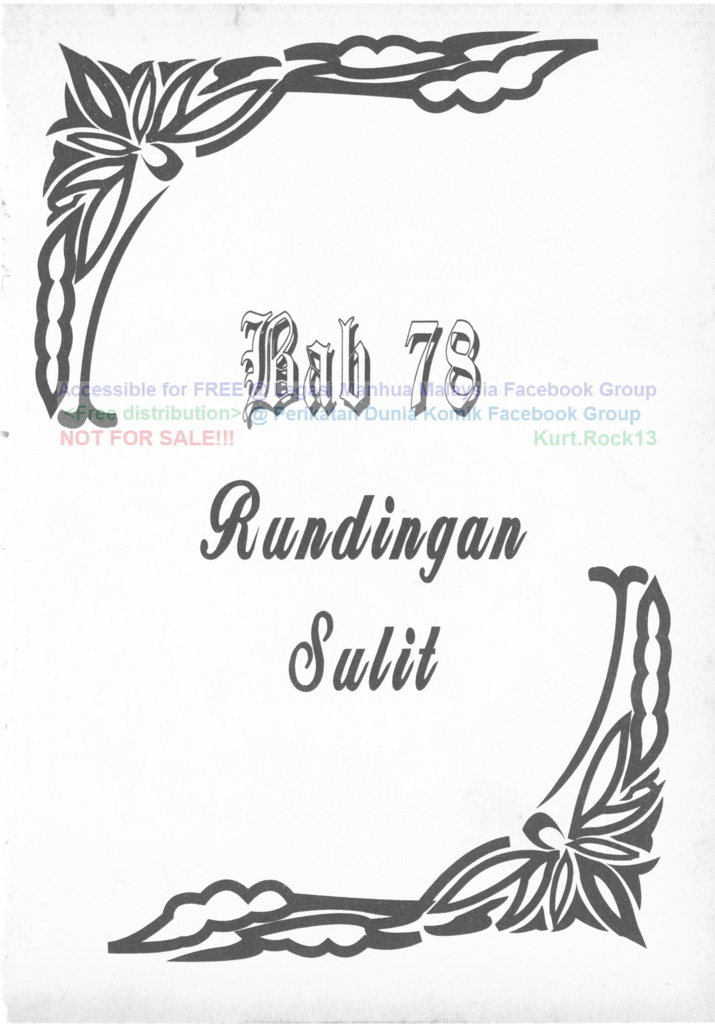 Bab 78
Accessible for FREE @ Legasi Manhua Malaysia Facebook Group
<Free distribution> @ Perikatan Dunia Komik Facebook Group
NOT FOR SALE!!! Kurt.Rock13
Rundingan
Sulit